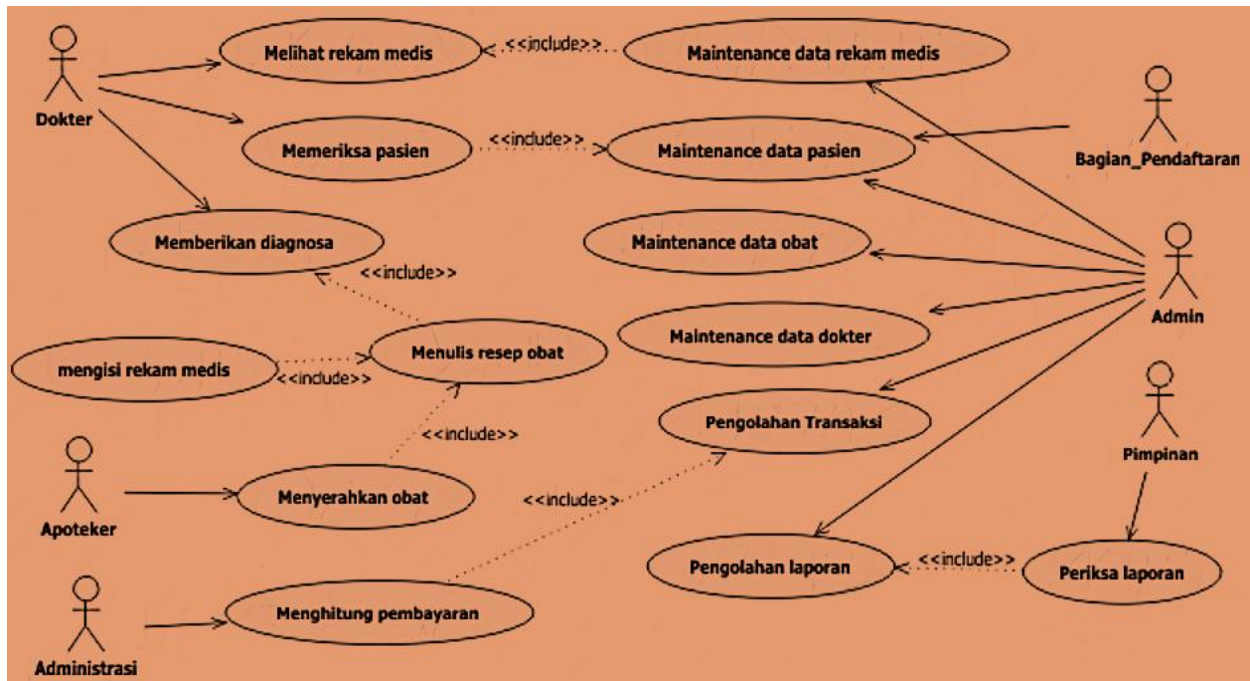 Melihat rekam medis
<<include>>
Maintenance data rekam medis
Dokter
Memeriksa pasien
<<include>>
Maintenance data pasien
Bagian_Pendaftaran
Memberikan diagnosa
Maintenance data obat
<<include>>
Admin
Maintenance data dokter
Menulis resep obat
mengisi rekam medis
<<include>>
Pengolahan Transaksi
<<include>>
Pimpinan
Menyerahkan obat
<<include>>
Apoteker
Pengolahan laporan
<<include>>
Periksa laporan
Menghitung pembayaran
Administrasi